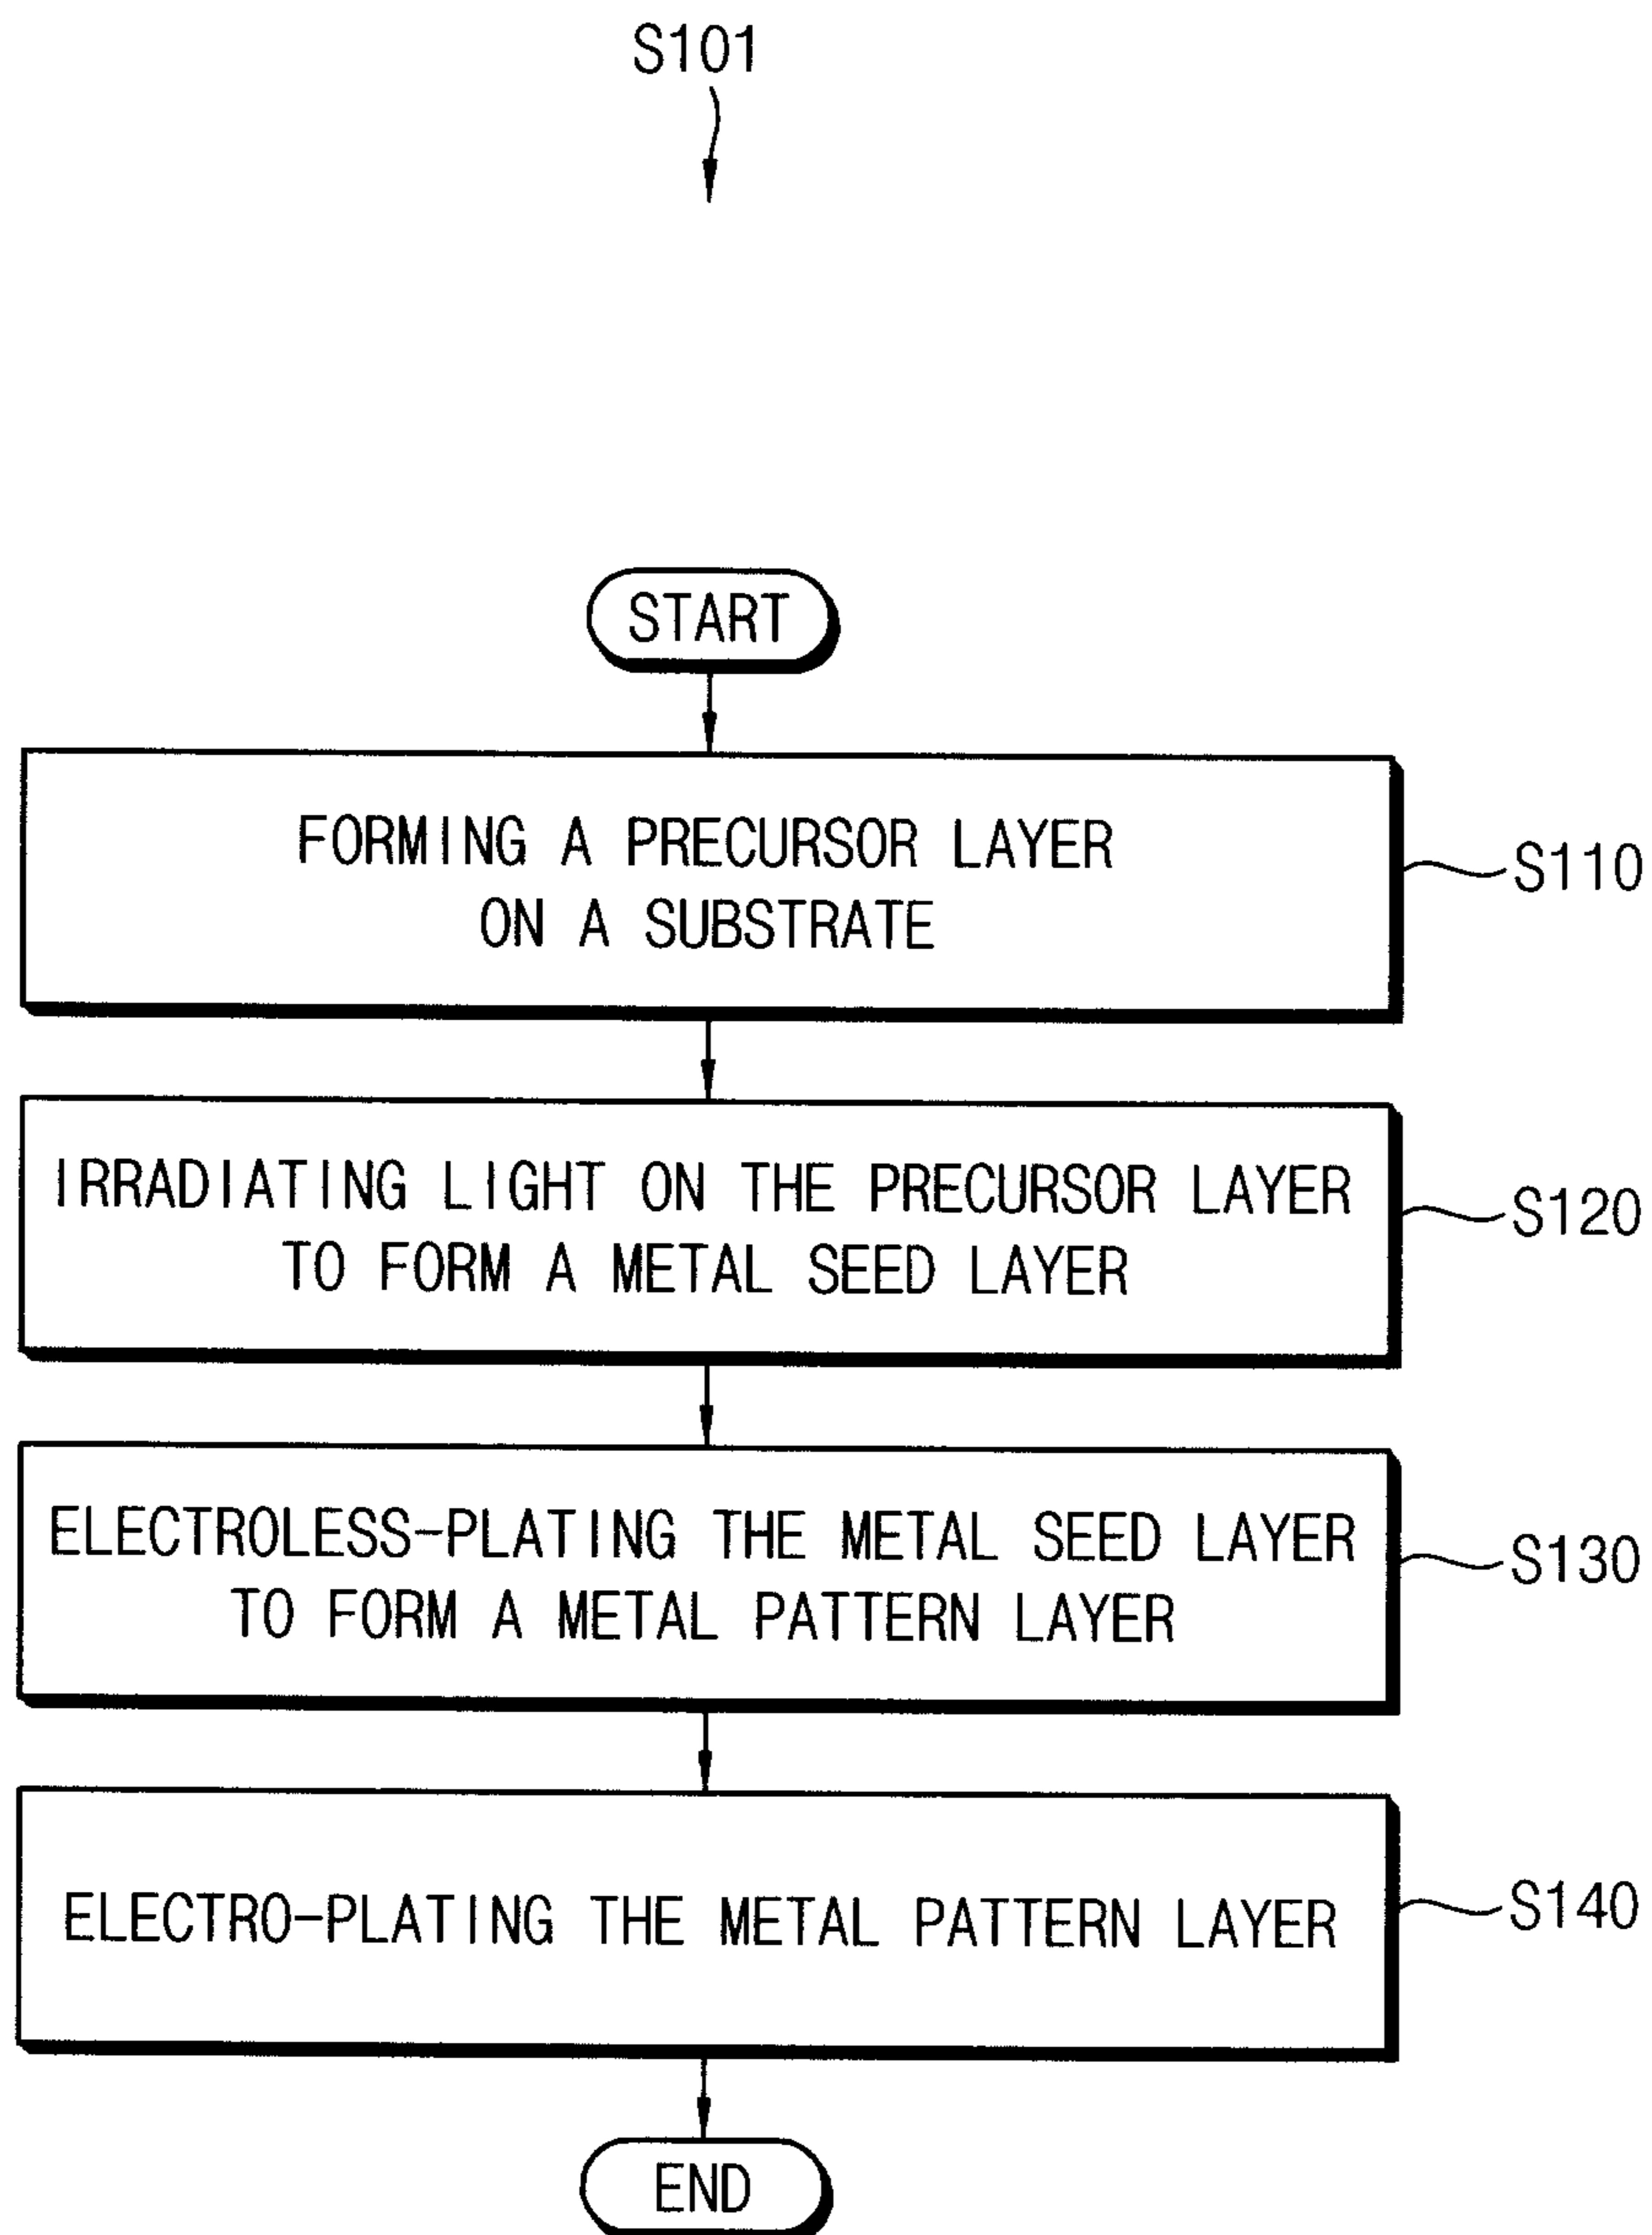 S101
START
FORMING A PRECURSOR LAYER
ON A SUBSTRATE
S110
IRRADIATING LIGHT ON THE PRECURSOR LAYER
TO FORM A METAL SEED LAYER
S120
ELECTROLESS-PLATING THE METAL SEED LAYER
TO FORM A METAL PATTERN LAYER
S130
ELECTRO-PLATING THE METAL PATTERN LAYER
S140
END